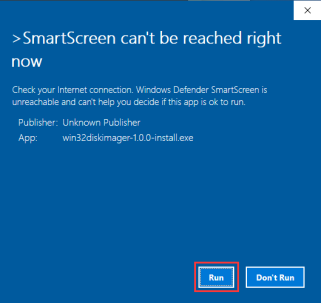 >SmartScreen can't be reached right
now
Check your Internet connection. Windows Defender SmartScreen is
unreachable and can't help you decide if this app is ok to run.
Publisher: Unknown Publisher
App: win32diskimager-1.0.0-install.exe
Run Don't Run